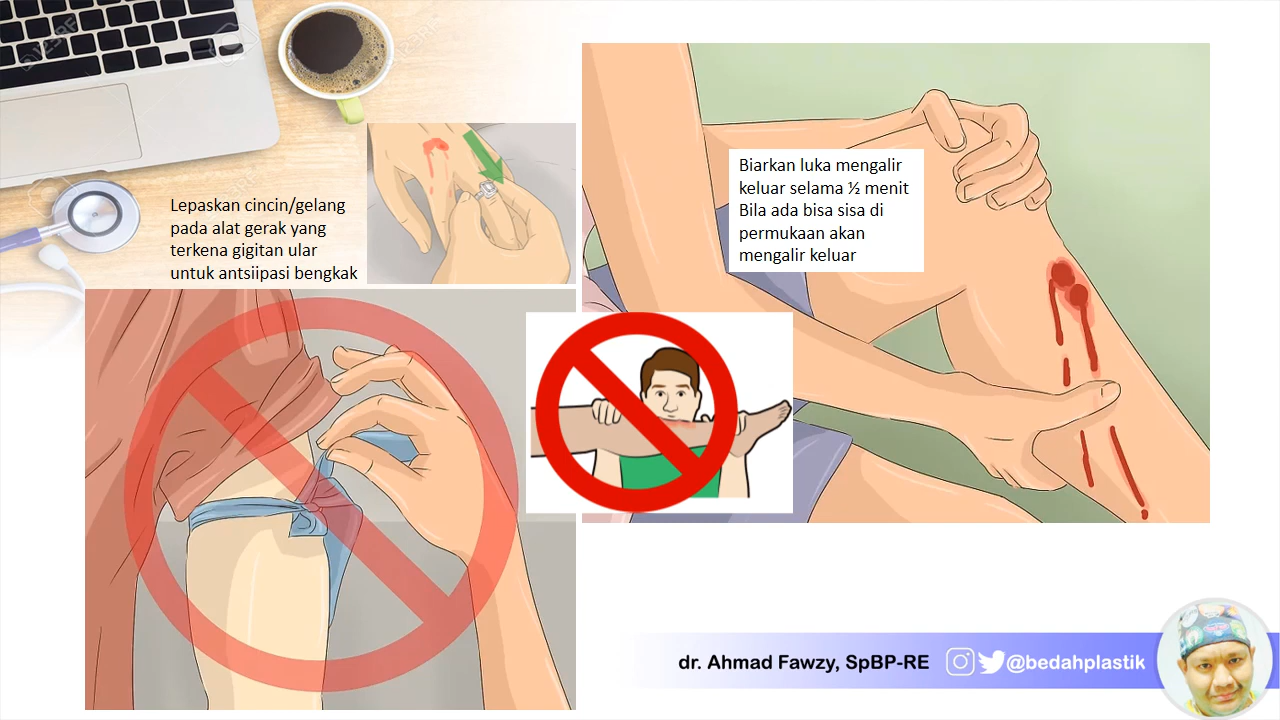 Lepaskan cincin/gelang
pada alat gerak yang
terkena gigitan ular
untuk antsiipasi bengkak
Biarkan luka mengalir
keluar selama ½ menit
Bila ada bisa sisa di
permukaan akan
mengalir keluar
dr. Ahmad Fawzy, SpBP-RE @bedahplastik